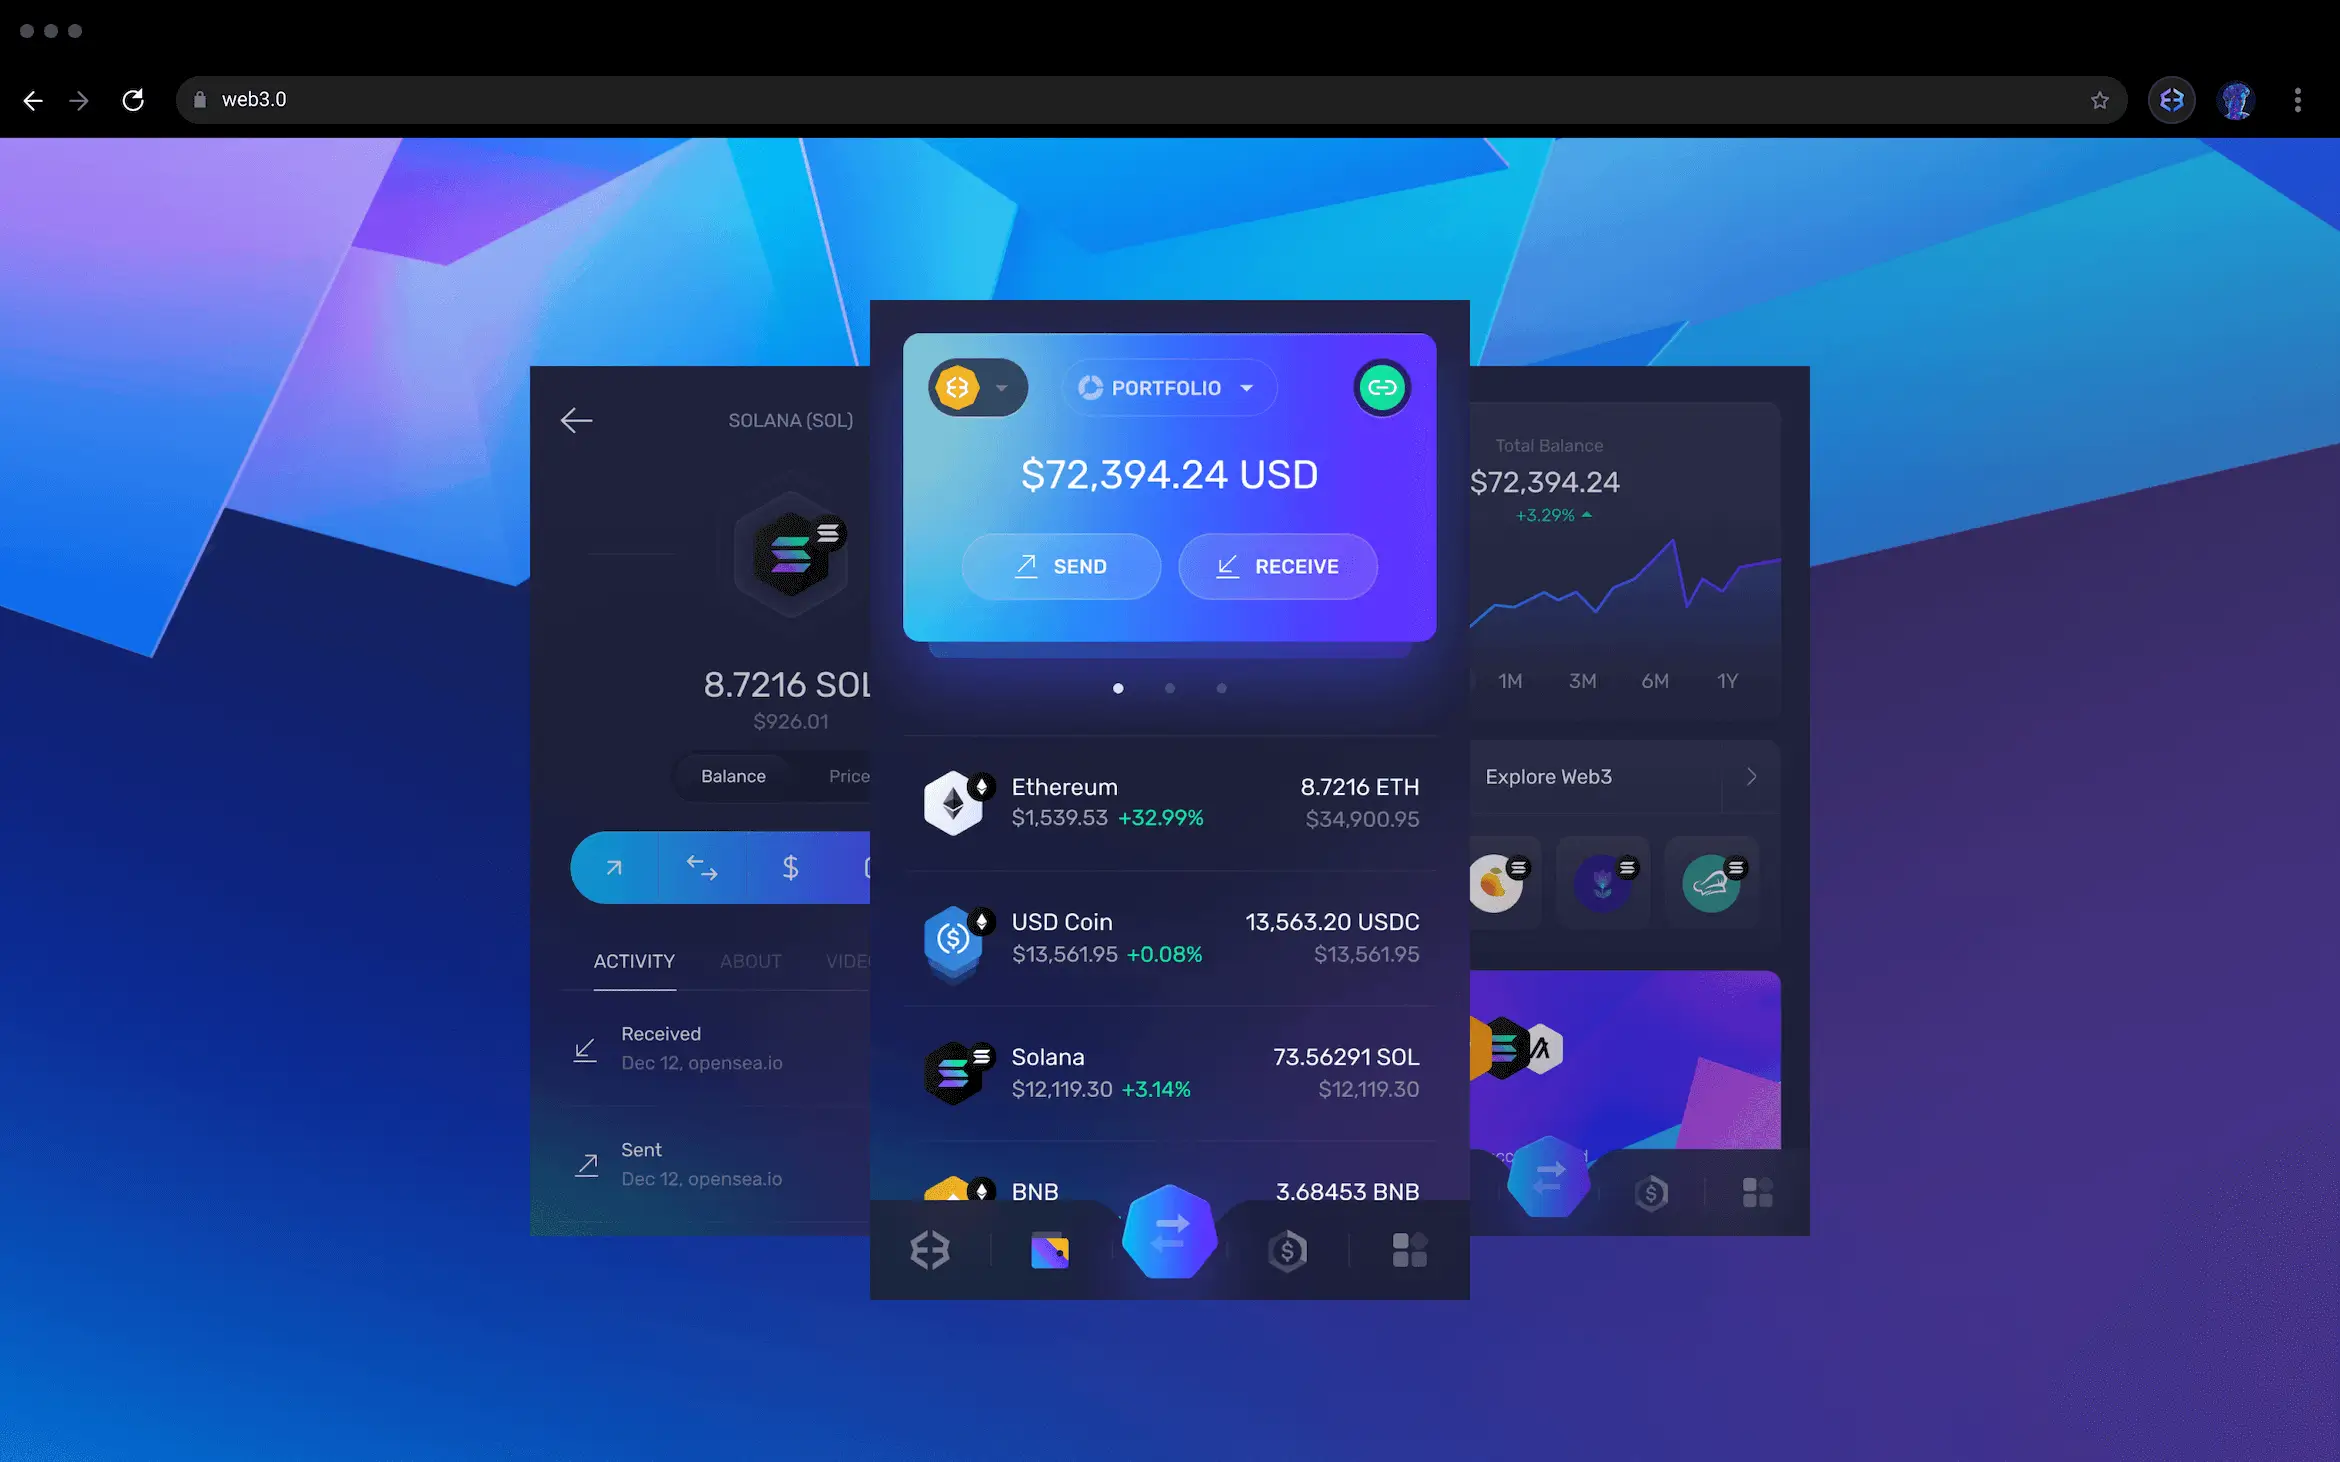 web3.0
SOLANA (SOL)
8.7216 SOL
$926.01
Balance
Price
ACTIVITY
ABOUT
Received
Dec 12, opensea.io
Sent
Dec 12, opensea.io
PORTFOLIO
$72,394.24 USD
SEND
RECEIVE
Ethereum
8.7216 ETH
$1,539.53 +32.99%
$34,900.95
USD Coin
13,563.20 USDC
$13,561.95 +0.08%
$13,561.95
Solana
73.56291 SOL
$12,119.30 +3.14%
$12,119.30
BNB
3.68453 BNB
Total Balance
$72,394.24
+3.29%
1M 3M 6M 1Y
Explore Web3